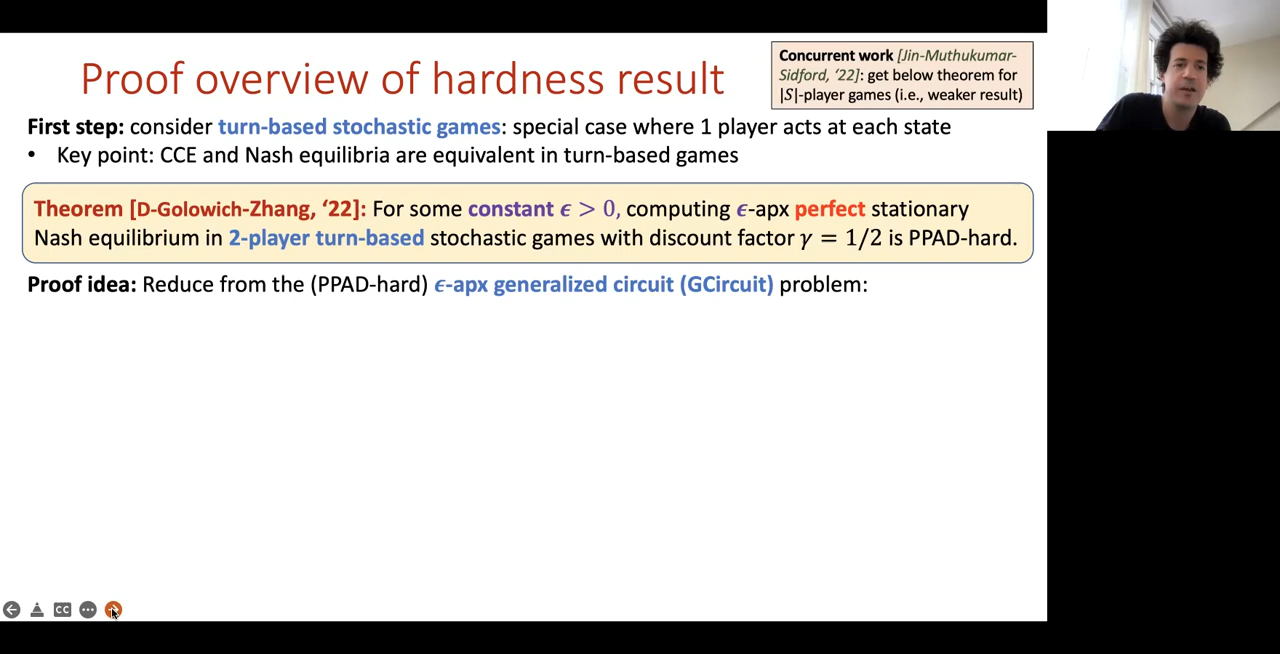 Proof overview of hardness result
Concurrent work [Jin-Muthukumar-
Sidford, '22]: get below theorem for
|S|-player games (i.e., weaker result)
First step: consider turn-based stochastic games: special case where 1 player acts at each state
• Key point: CCE and Nash equilibria are equivalent in turn-based games
Theorem [D-Golowich-Zhang, '22]: For some constant ϵ > 0, computing ϵ-apx perfect stationary
Nash equilibrium in 2-player turn-based stochastic games with discount factor γ = 1/2 is PPAD-hard.
Proof idea: Reduce from the (PPAD-hard) ϵ-apx generalized circuit (GCircuit) problem:
CC